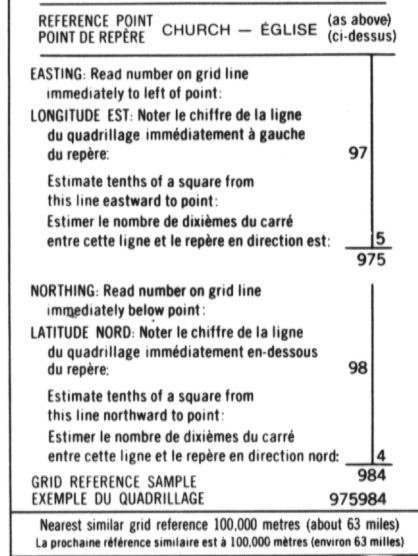 REFERENCE POINT CHURCH — ÉGLISE (as above)
POINT DE REPÈRE (ci-dessus)
EASTING: Read number on grid line
immediately to left of point:
LONGITUDE EST: Noter le chiffre de la ligne
du quadrillage immédiatement à gauche
du repère: 97
Estimate tenths of a square from
this line eastward to point:
Estimer le nombre de dixièmes du carré
entre cette ligne et le repère en direction est: 5
975
NORTHING: Read number on grid line
immediately below point:
LATITUDE NORD: Noter le chiffre de la ligne
du quadrillage immédiatement en-dessous
du repère: 98
Estimate tenths of a square from
this line northward to point:
Estimer le nombre de dixièmes du carré
entre cette ligne et le repère en direction nord: 4
984
GRID REFERENCE SAMPLE
EXEMPLE DU QUADRILLAGE 975984
Nearest similar grid reference 100,000 metres (about 63 miles)
La prochaine référence similaire est à 100,000 mètres (environ 63 milles)